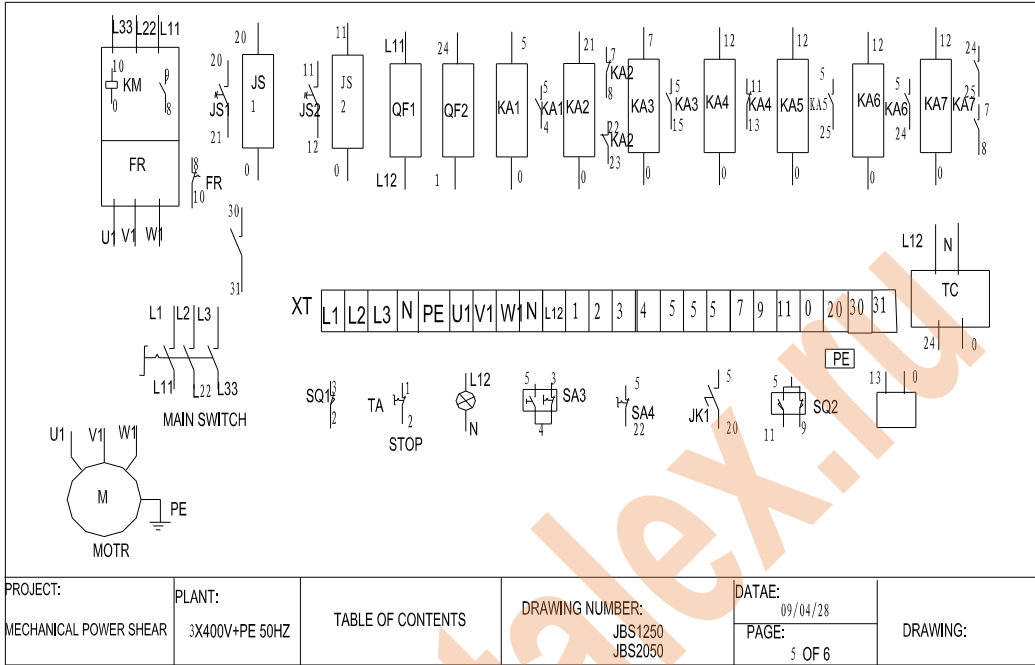 L33 L22 L11
10
KM
0
9
8
FR
U1 V1 W1
8
FR
10
20
JS1
21
20
JS
1
0
30
31
11
JS2
12
11
JS
2
0
L11
QF1
L12
24
QF2
1
5
KA1
0
5
KA1
4
21
KA2
0
7
KA2
8
22
KA2
23
7
KA3
0
5
KA3
15
12
KA4
0
11
KA4
13
12
KA5
0
5
KA5
25
12
KA6
0
5
KA6
24
12
KA7
0
24
25
KA7
7
8
L12 N
TC
24 0
XT L1 L2 L3 N PE U1 V1 W1 N L12 1 2 3 4 5 5 5 7 9 11 0 20 30 31
PE
L1 L2 L3
L11 L22 L33
MAIN SWITCH
SQ1
3
2
TA
1
2
STOP
L12
N
5 3
SA3
4
5
SA4
22
5
JK1
20
5
SQ2
11 9
13 0
U1 V1 W1
M
PE
MOTR
PROJECT:
MECHANICAL POWER SHEAR
PLANT:
3X400V+PE 50HZ
TABLE OF CONTENTS
DRAWING NUMBER:
JBS1250
JBS2050
DATAE:
09/04/28
PAGE:
5 OF 6
DRAWING:
talex.ru